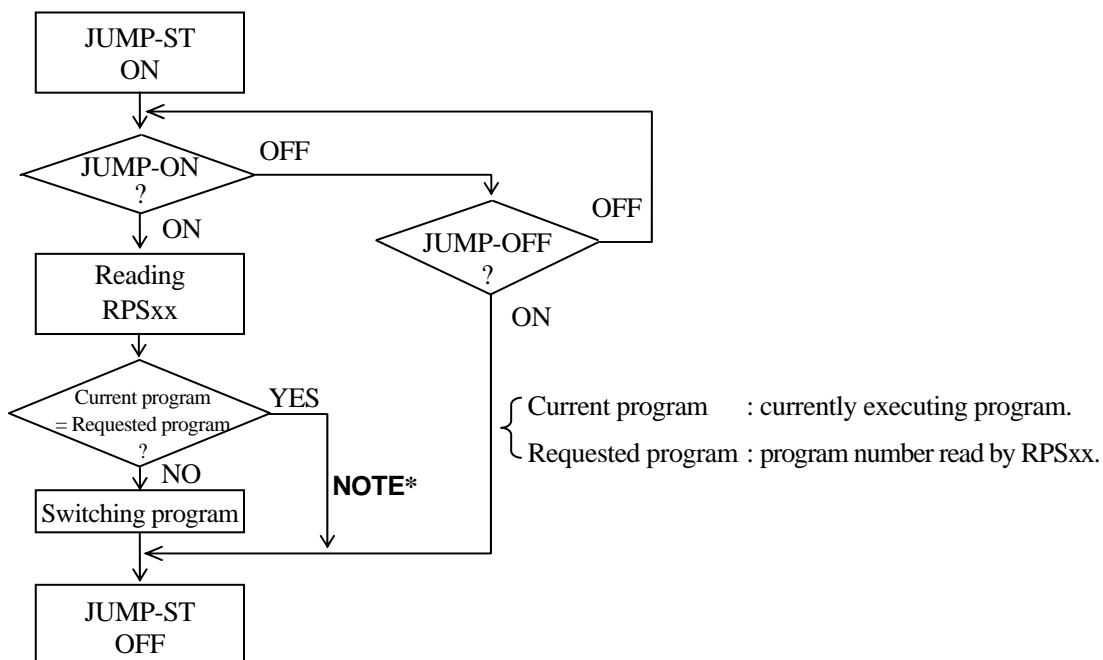 JUMP-ST
ON
JUMP-ON
?
OFF
ON
JUMP-OFF
?
OFF
ON
Reading
RPSxx
Current program
= Requested program
?
YES
NO
NOTE*
Switching program
JUMP-ST
OFF
Current program : currently executing program.
Requested program : program number read by RPSxx.